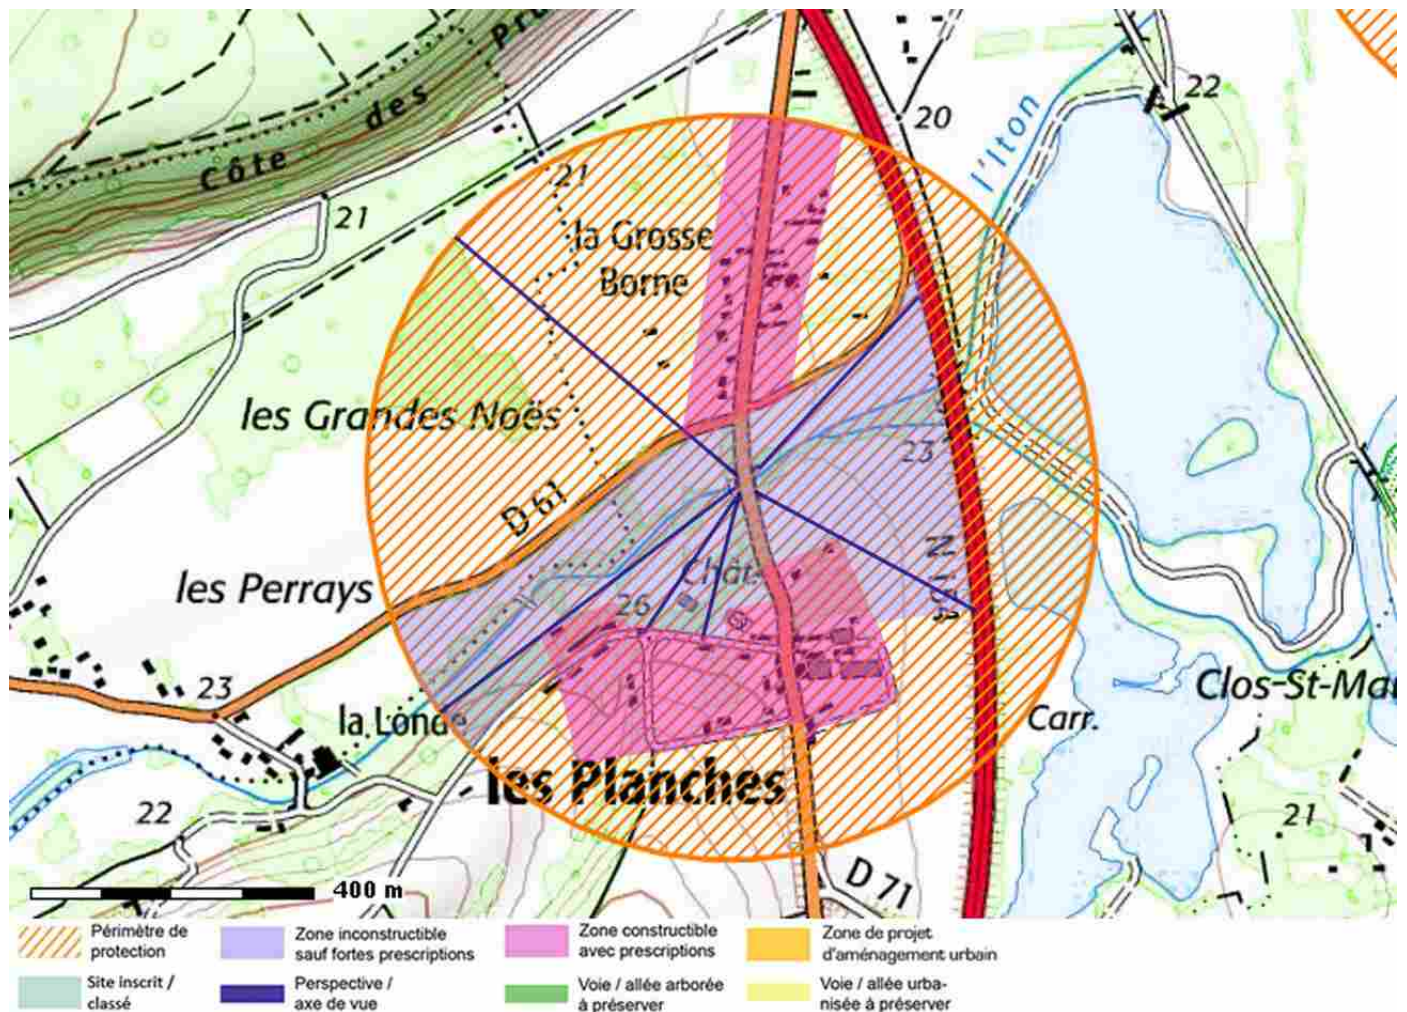 Côte des
20
22
l'Iton
21
21
la Grosse
Borne
les Grandes Noës
23
D 61
Chât.
26
les Perrays
23
la Londe
Carr.
Clos-St-Mar
les Planches
22
21
D 71
400 m
Périmètre de
protection
Zone inconstructible
sauf fortes prescriptions
Zone constructible
avec prescriptions
Zone de projet
d'aménagement urbain
Site inscrit /
classé
Perspective /
axe de vue
Voie / allée arborée
à préserver
Voie / allée urba-
nisée à préserver